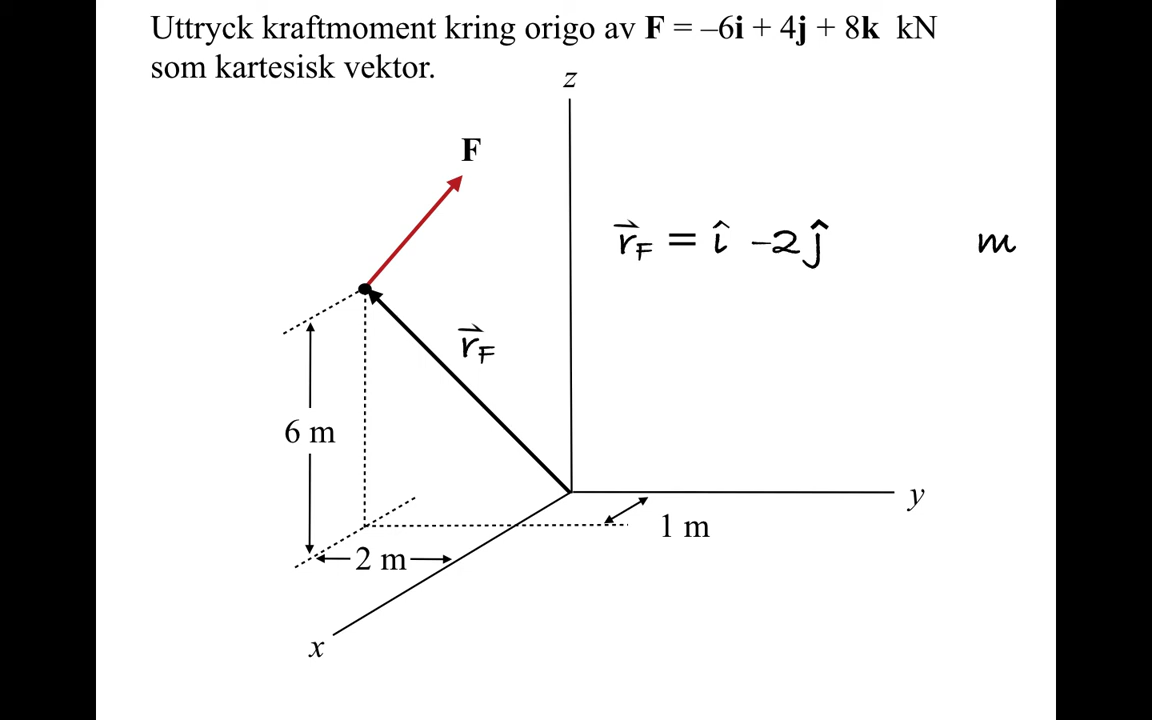 Uttryck kraftmoment kring origo av F = –6i + 4j + 8k kN
som kartesisk vektor.
z
F
r⃗F = î –2ĵ m
r⃗F
6 m
y
1 m
2 m
x